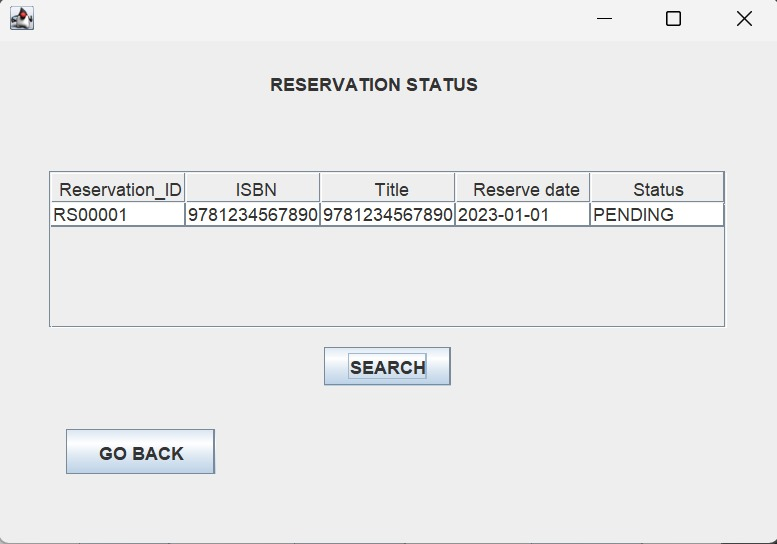 RESERVATION STATUS
Reservation_ID ISBN Title Reserve date Status
RS00001 9781234567890 9781234567890 2023-01-01 PENDING
SEARCH
GO BACK